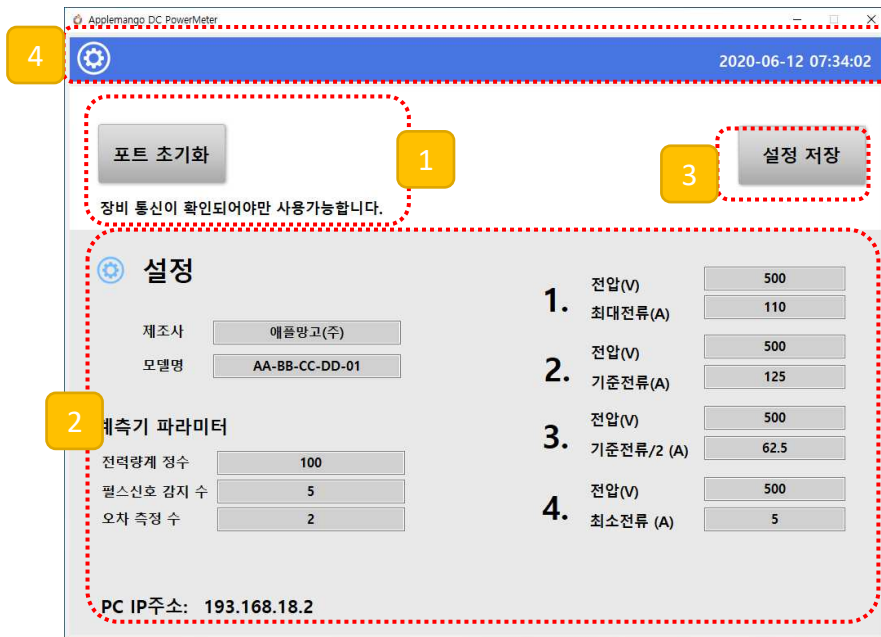 Applemango DC PowerMeter
4
2020-06-12 07:34:02
포트 초기화
1
설정 저장
3
장비 통신이 확인되어야만 사용가능합니다.
설정
제조사 애플망고(주)
모델명 AA-BB-CC-DD-01
2
계측기 파라미터
전력량계 정수 100
펄스신호 감지 수 5
오차 측정 수 2
PC IP주소: 193.168.18.2
1.
전압(V) 500
최대전류(A) 110
2.
전압(V) 500
기준전류(A) 125
3.
전압(V) 500
기준전류/2 (A) 62.5
4.
전압(V) 500
최소전류 (A) 5